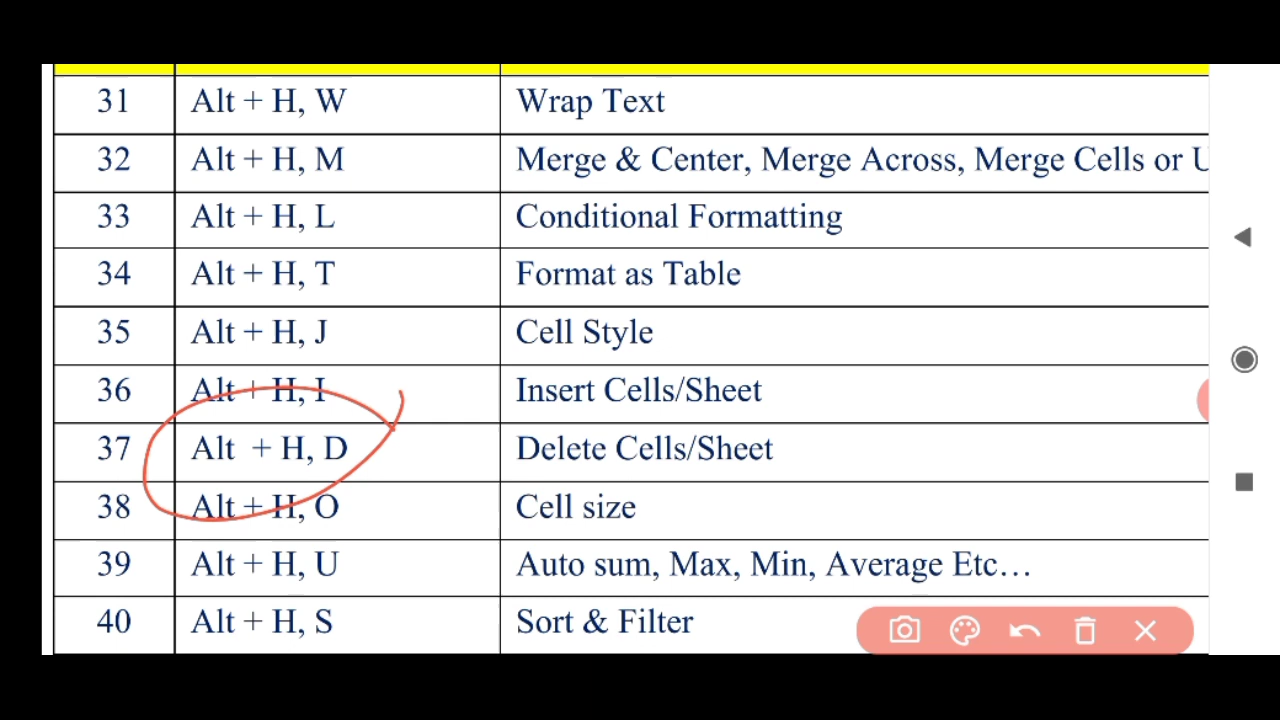 31 Alt + H, W Wrap Text
32 Alt + H, M Merge & Center, Merge Across, Merge Cells or U
33 Alt + H, L Conditional Formatting
34 Alt + H, T Format as Table
35 Alt + H, J Cell Style
36 Alt + H, I Insert Cells/Sheet
37 Alt + H, D Delete Cells/Sheet
38 Alt + H, O Cell size
39 Alt + H, U Auto sum, Max, Min, Average Etc…
40 Alt + H, S Sort & Filter